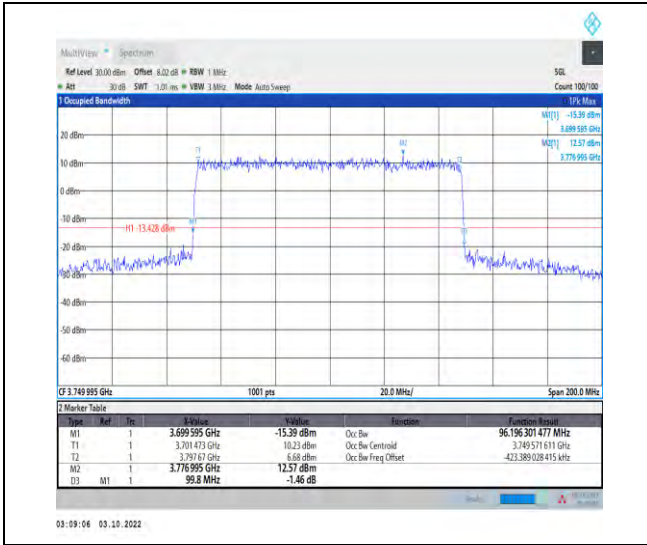 MultiView Spectrum
Ref Level 30.00 dBm Offset 8.02 dB RBW 1 MHz SGL
Att 30 dB SWT 1.01 ms VBW 3 MHz Mode Auto Sweep Count 100/100
1 Occupied Bandwidth 1Pk Max
M1[1] -15.39 dBm
3.699 595 GHz
M2[1] 12.57 dBm
3.776 995 GHz
20 dBm
10 dBm
0 dBm
-10 dBm
-20 dBm
-30 dBm
-40 dBm
-50 dBm
-60 dBm
T1
M2
T2
H1 -13.428 dBm
M1
D3
CF 3.749 995 GHz 1001 pts 20.0 MHz/ Span 200.0 MHz
2 Marker Table
Type Ref Trc X-Value Y-Value Function Function Result
M1 1 3.699 595 GHz -15.39 dBm Occ Bw 96.196 301 477 MHz
T1 1 3.701 473 GHz 10.23 dBm Occ Bw Centroid 3.749 571 611 GHz
T2 1 3.797 67 GHz 6.68 dBm Occ Bw Freq Offset -423.389 028 415 kHz
M2 1 3.776 995 GHz 12.57 dBm
D3 M1 1 99.8 MHz -1.46 dB
03:09:06 03.10.2022